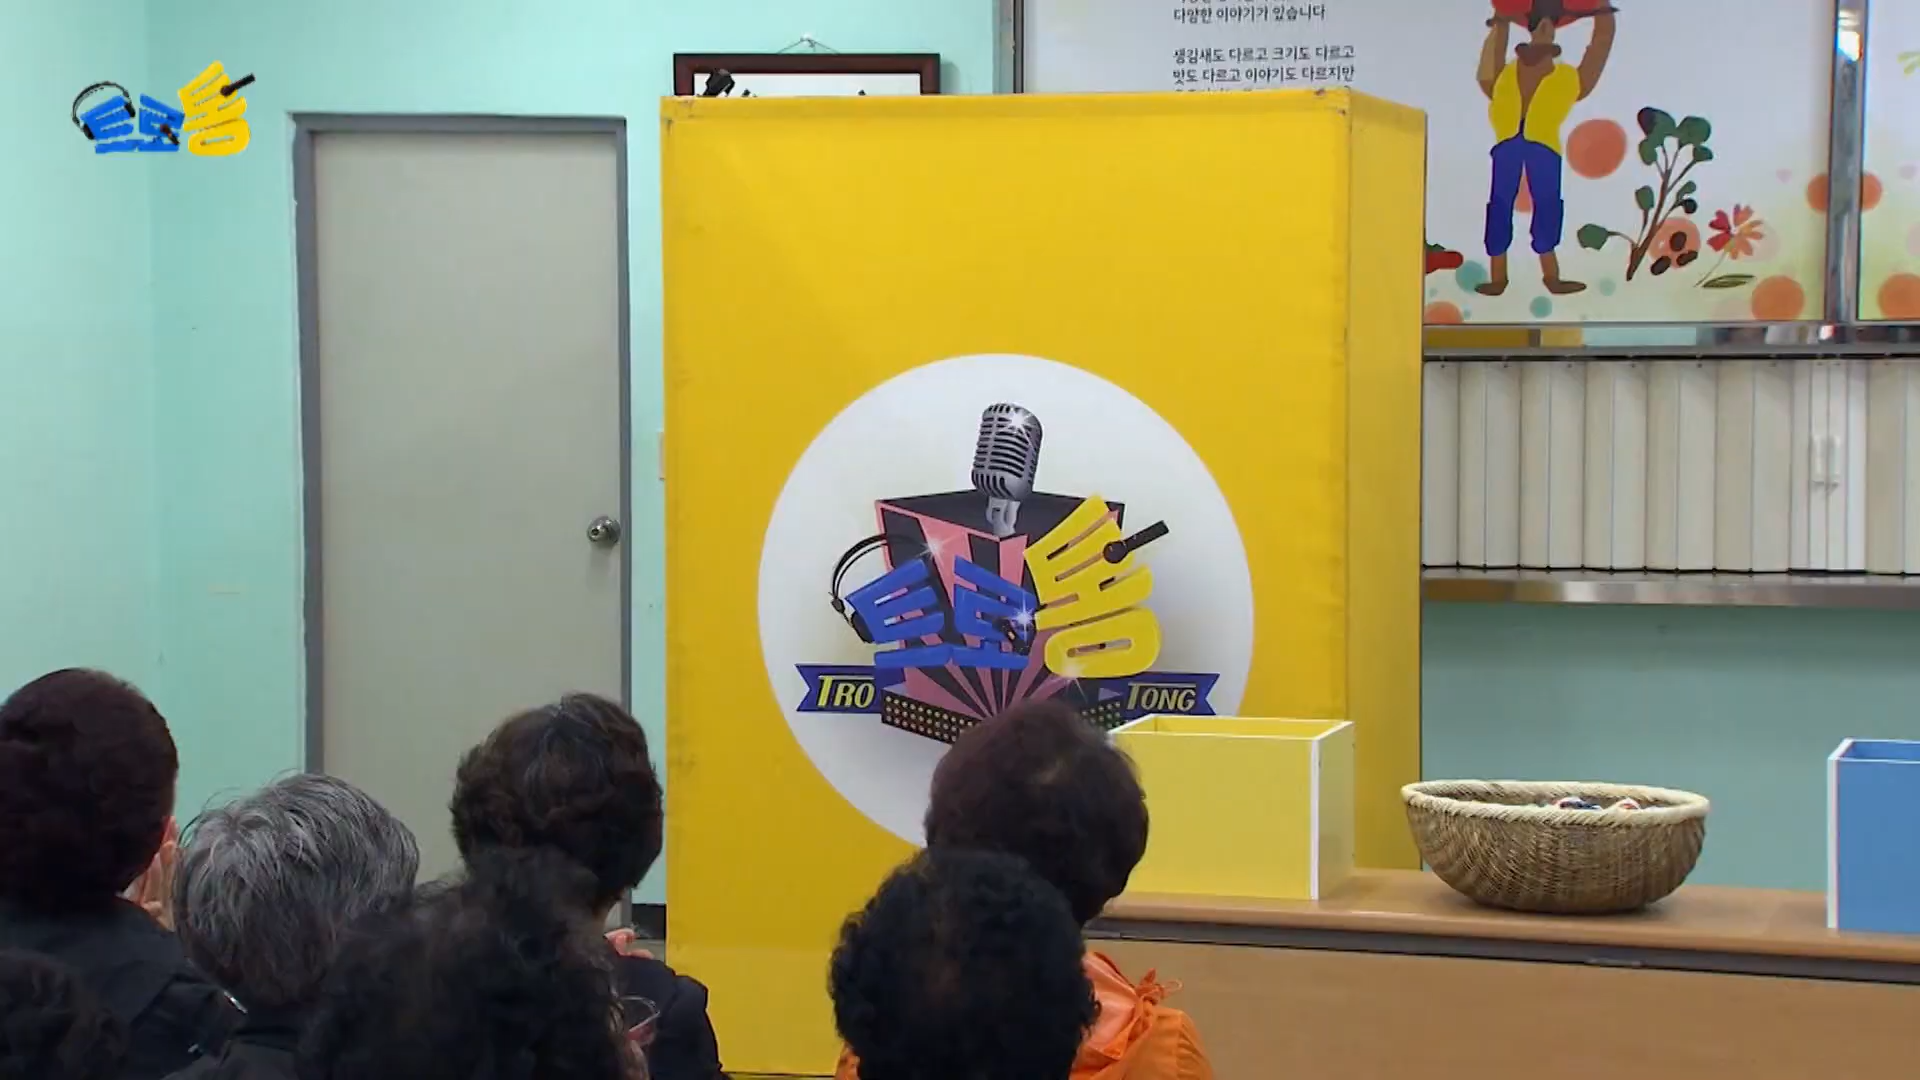 트로통
다양한 이야기가 있습니다
생김새도 다르고 크기도 다르고
맛도 다르고 이야기도 다르지만
트로통
TRO TONG